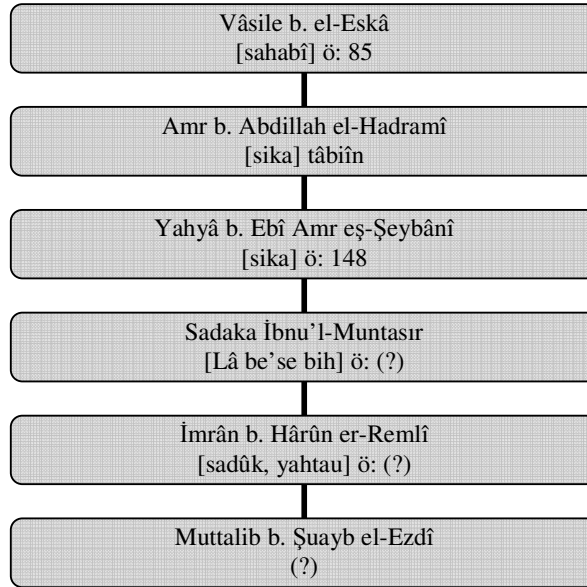 Vâsile b. el-Eskâ
[sahabî] ö: 85
Amr b. Abdillah el-Hadramî
[sika] tâbiîn
Yahyâ b. Ebî Amr eş-Şeybânî
[sika] ö: 148
Sadaka İbnu’l-Muntasır
[Lâ be’se bih] ö: (?)
İmrân b. Hârûn er-Remlî
[sadûk, yahtau] ö: (?)
Muttalib b. Şuayb el-Ezdî
(?)